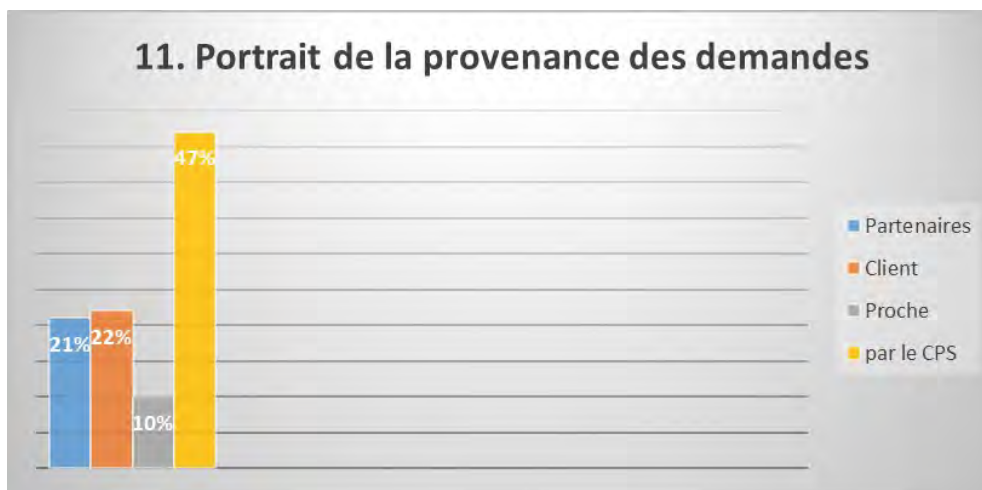 11. Portrait de la provenance des demandes
47%
21%
22%
10%
Partenaires
Client
Proche
par le CPS